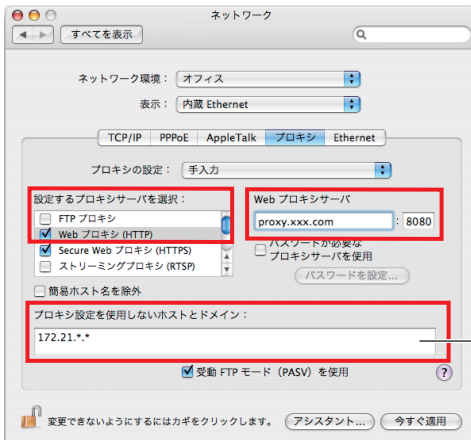 ネットワーク
すべてを表示
ネットワーク環境： オフィス
表示： 内蔵 Ethernet
TCP/IP PPPoE AppleTalk プロキシ Ethernet
プロキシの設定： 手入力
設定するプロキシサーバを選択：
FTP プロキシ
Web プロキシ (HTTP)
Secure Web プロキシ (HTTPS)
ストリーミングプロキシ (RTSP)
Web プロキシサーバ
proxy.xxx.com : 8080
パスワードが必要な
プロキシサーバを使用
パスワードを設定...
簡易ホスト名を除外
プロキシ設定を使用しないホストとドメイン：
172.21.*.*
受動 FTP モード（PASV）を使用
?
変更できないようにするにはカギをクリックします。 アシスタント... 今すぐ適用